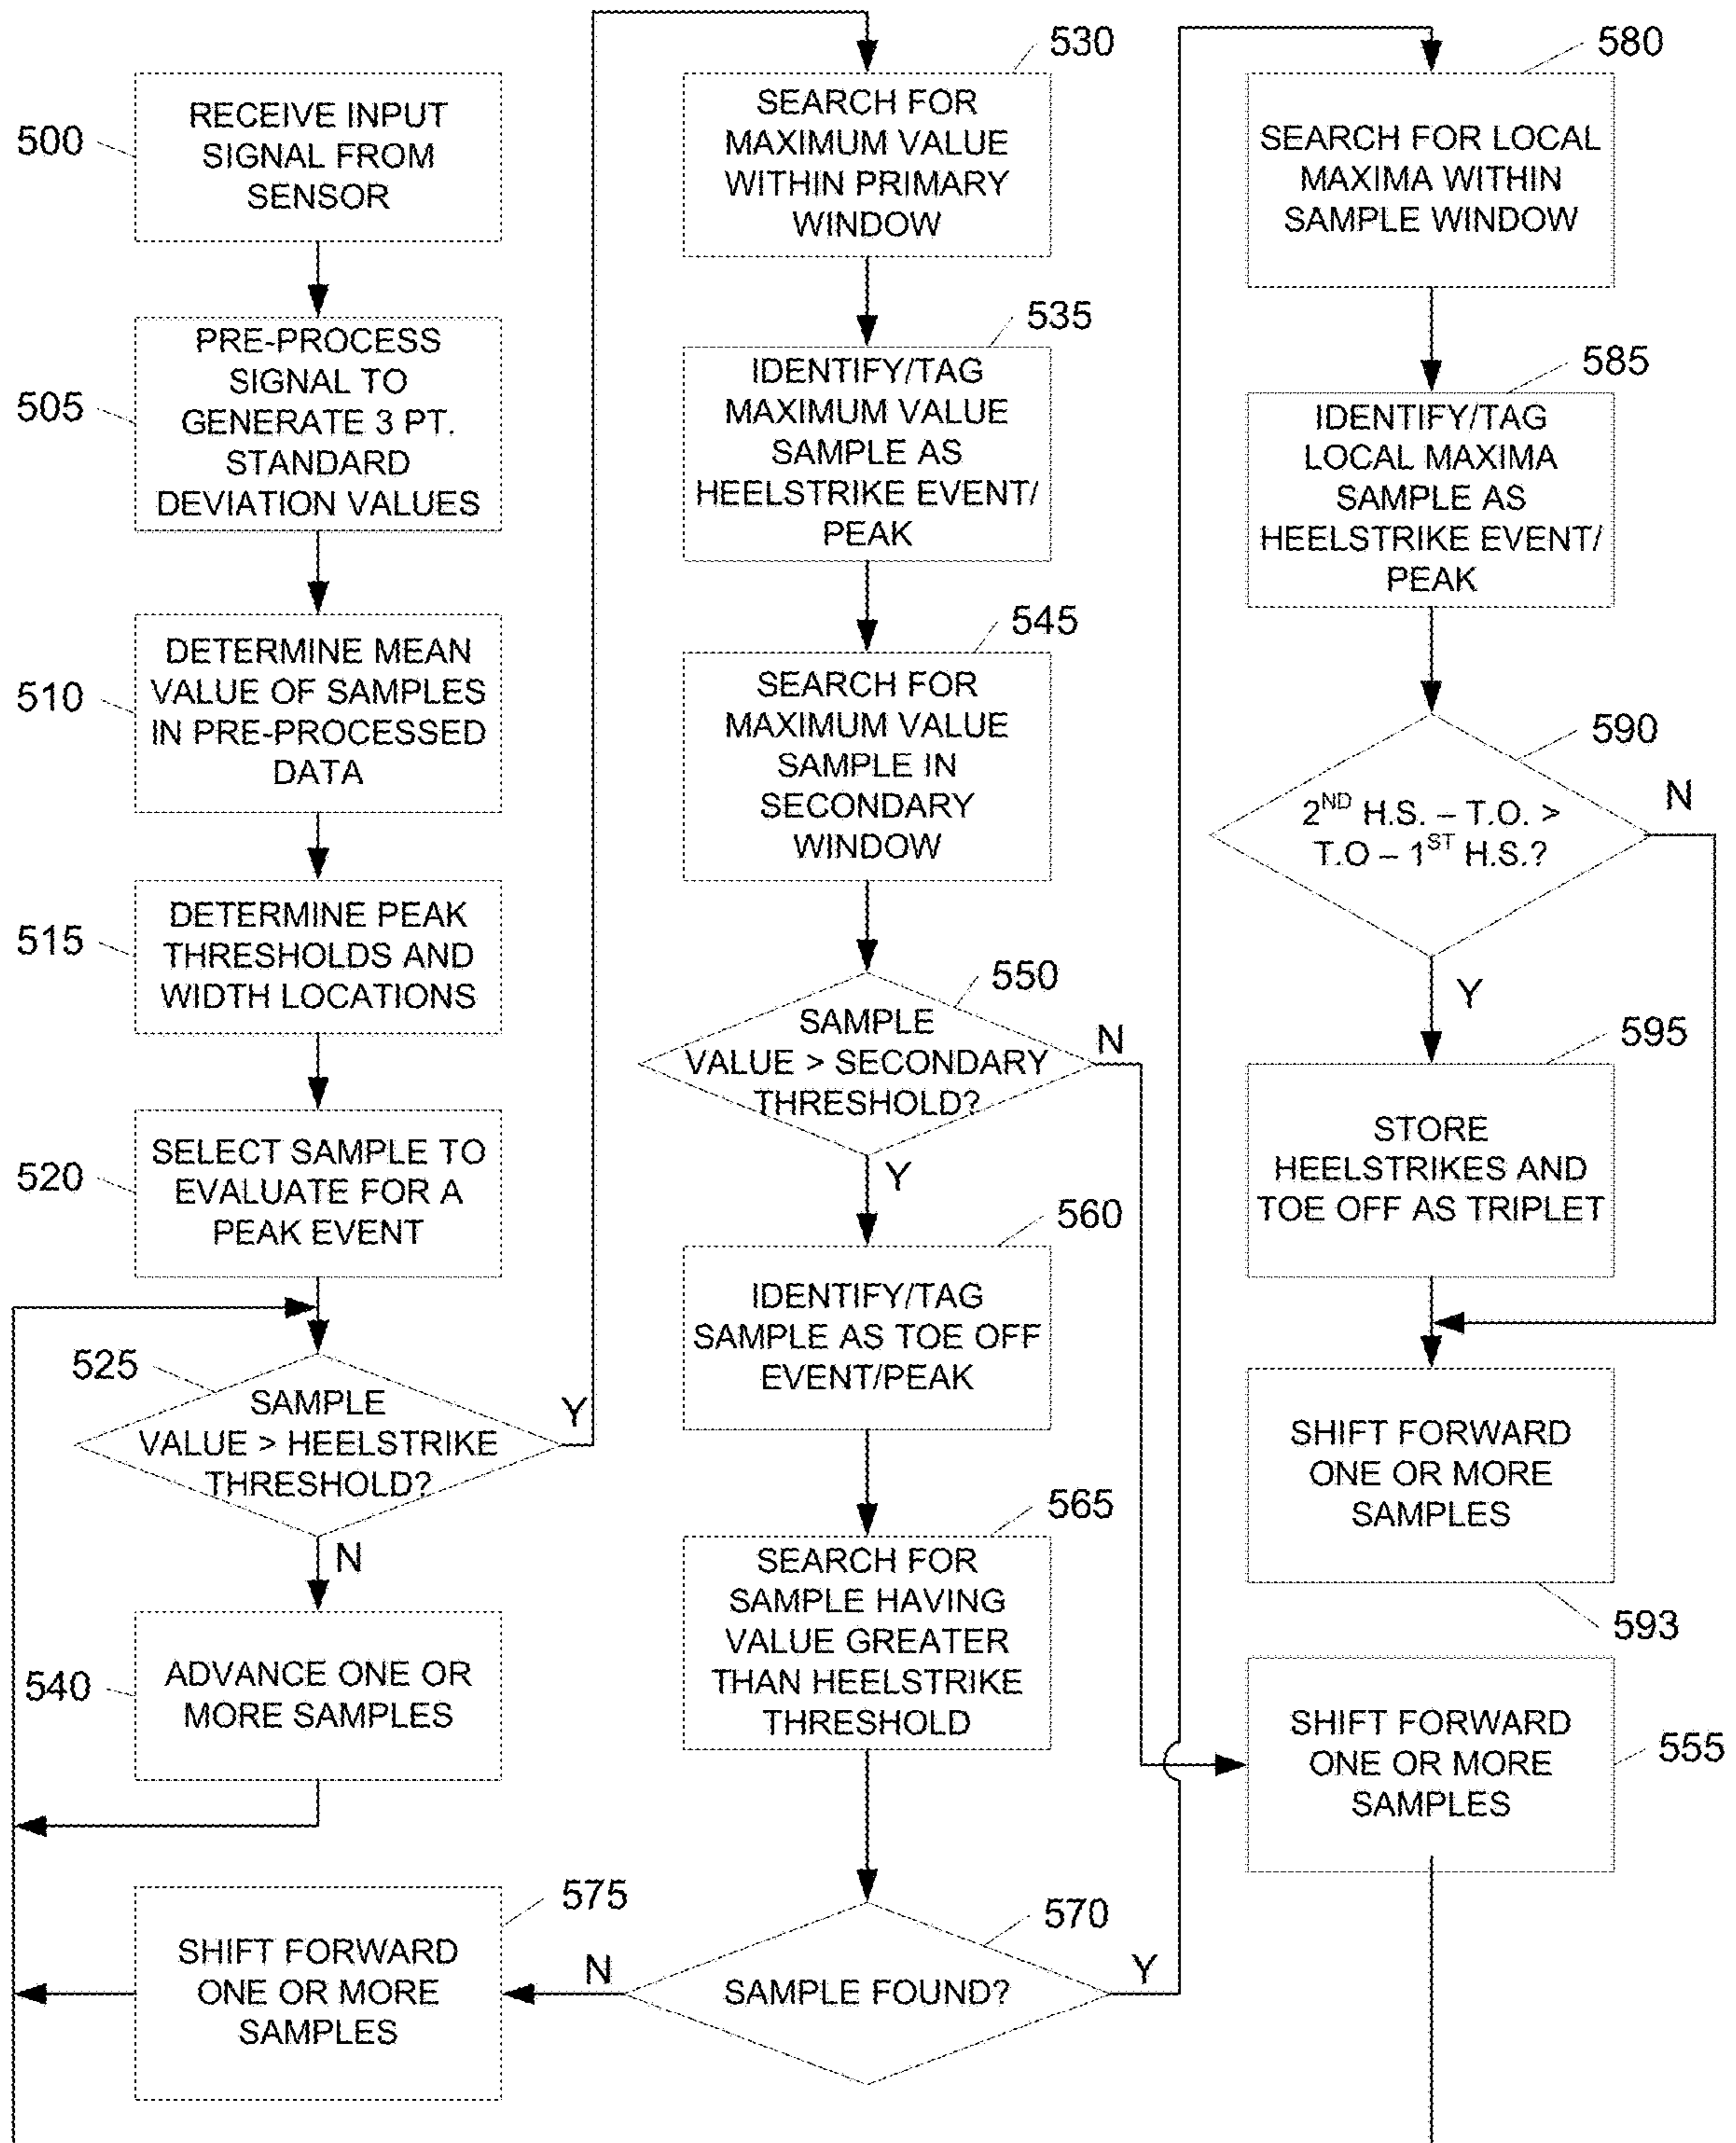 500
RECEIVE INPUT
SIGNAL FROM
SENSOR
505
PRE-PROCESS
SIGNAL TO
GENERATE 3 PT.
STANDARD
DEVIATION VALUES
510
DETERMINE MEAN
VALUE OF SAMPLES
IN PRE-PROCESSED
DATA
515
DETERMINE PEAK
THRESHOLDS AND
WIDTH LOCATIONS
520
SELECT SAMPLE TO
EVALUATE FOR A
PEAK EVENT
525
SAMPLE
VALUE > HEELSTRIKE
THRESHOLD?
Y
N
540
ADVANCE ONE OR
MORE SAMPLES
575
SHIFT FORWARD
ONE OR MORE
SAMPLES
530
SEARCH FOR
MAXIMUM VALUE
WITHIN PRIMARY
WINDOW
535
IDENTIFY/TAG
MAXIMUM VALUE
SAMPLE AS
HEELSTRIKE EVENT/
PEAK
545
SEARCH FOR
MAXIMUM VALUE
SAMPLE IN
SECONDARY
WINDOW
550
SAMPLE
VALUE > SECONDARY
THRESHOLD?
N
Y
560
IDENTIFY/TAG
SAMPLE AS TOE OFF
EVENT/PEAK
565
SEARCH FOR
SAMPLE HAVING
VALUE GREATER
THAN HEELSTRIKE
THRESHOLD
570
SAMPLE FOUND?
N
Y
580
SEARCH FOR LOCAL
MAXIMA WITHIN
SAMPLE WINDOW
585
IDENTIFY/TAG
LOCAL MAXIMA
SAMPLE AS
HEELSTRIKE EVENT/
PEAK
590
2ND H.S. – T.O. >
T.O – 1ST H.S.?
N
Y
595
STORE
HEELSTRIKES AND
TOE OFF AS TRIPLET
SHIFT FORWARD
ONE OR MORE
SAMPLES
593
SHIFT FORWARD
ONE OR MORE
SAMPLES
555